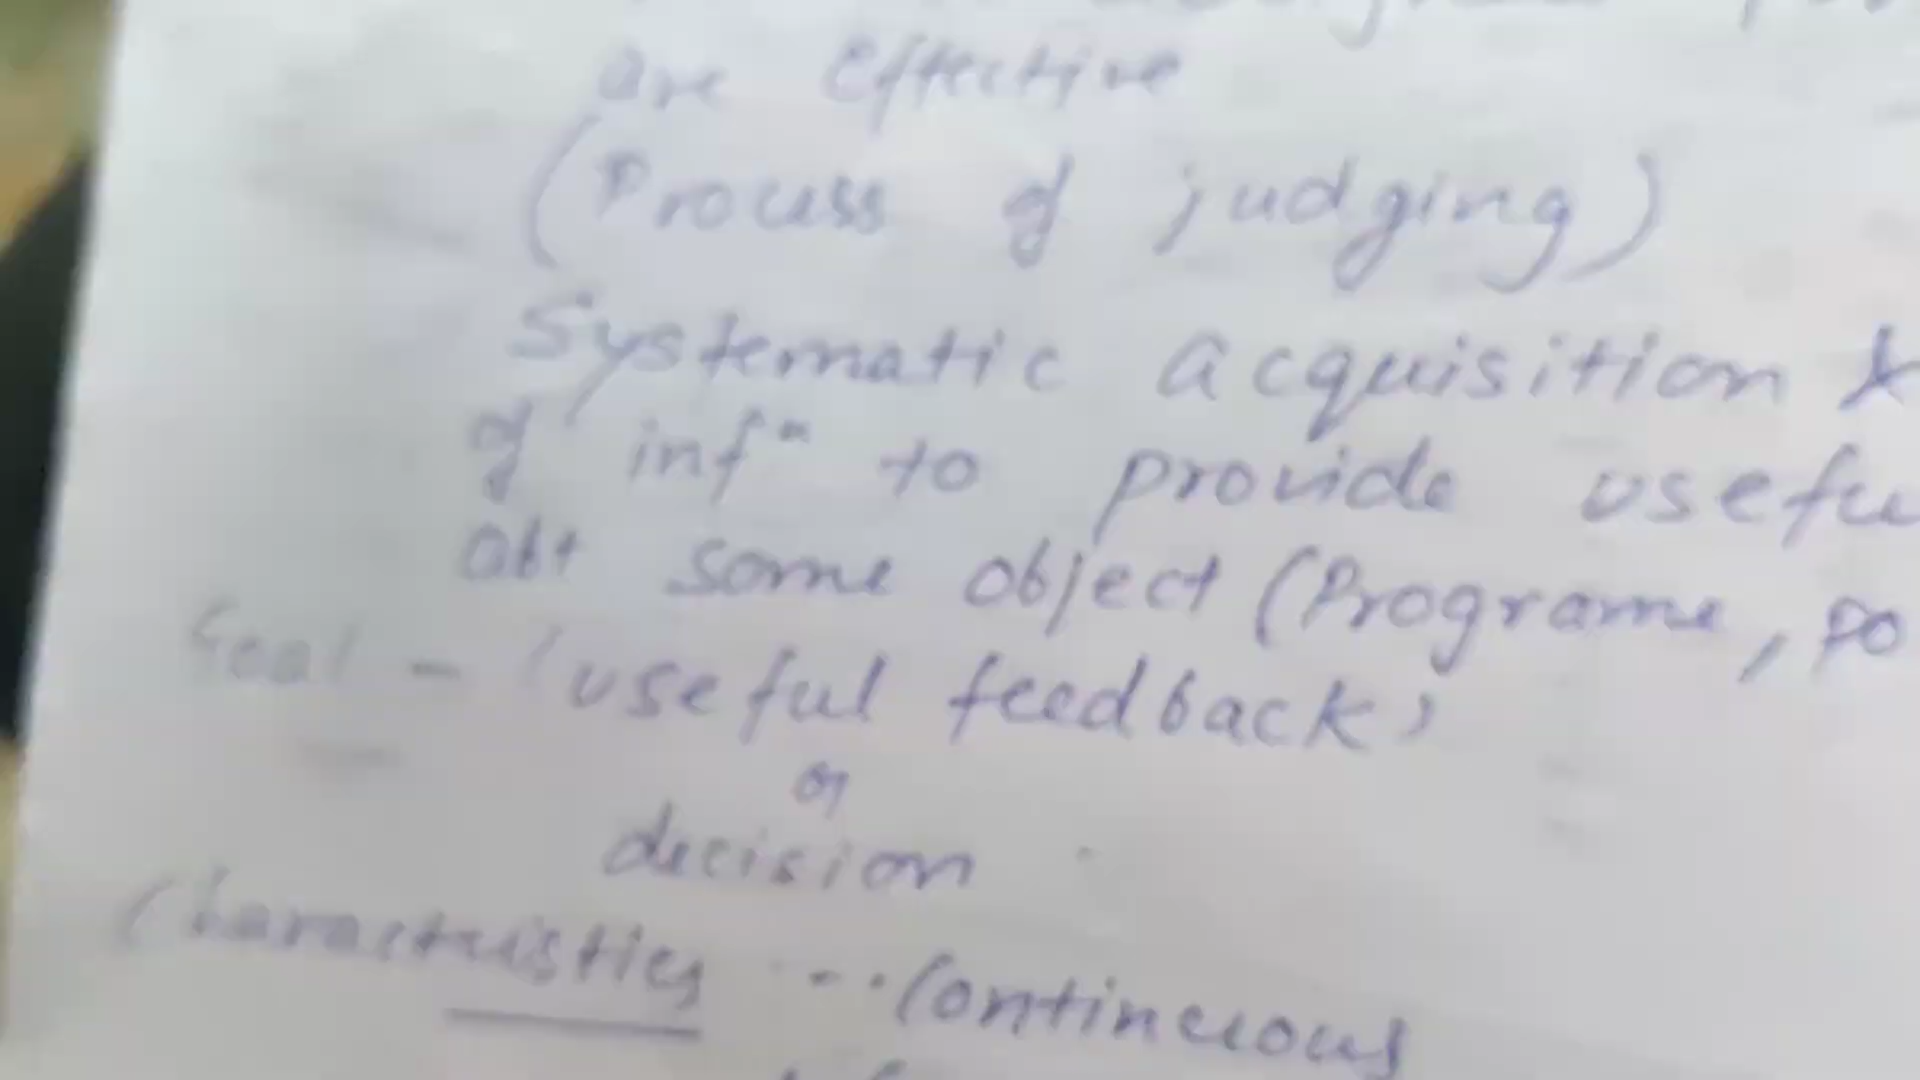 are effective
(Process of judging)
Systematic acquisition &
of infⁿ to provide usefu
abt some object (Programe, po
Goal - 'useful feedback'
or
decision
Characteristics -- Continuous